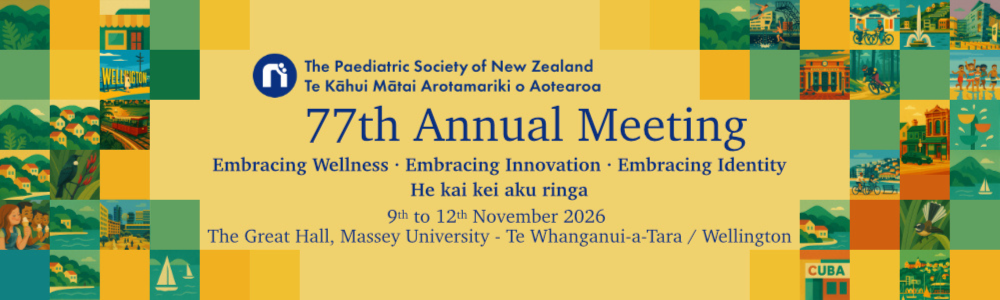 The Paediatric Society of New Zealand
Te Kāhui Mātai Arotamariki o Aotearoa
77th Annual Meeting
Embracing Wellness · Embracing Innovation · Embracing Identity
He kai kei aku ringa
9th to 12th November 2026
The Great Hall, Massey University - Te Whanganui-a-Tara / Wellington
WELLINGTON
CUBA